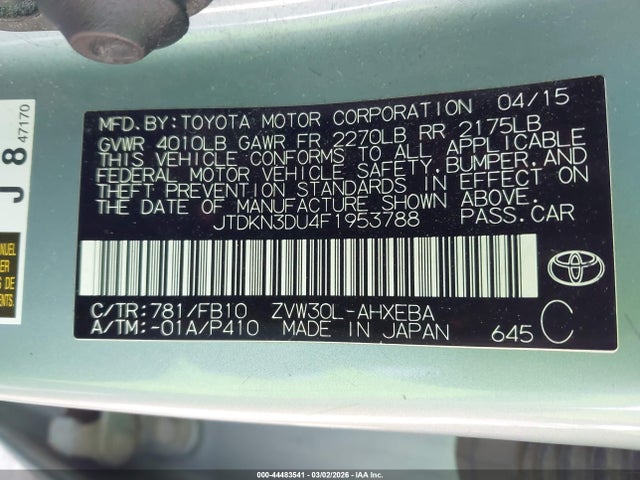 MFD. BY: TOYOTA MOTOR CORPORATION 04/15
GVWR 4010LB GAWR FR 2270LB RR 2175LB
THIS VEHICLE CONFORMS TO ALL APPLICABLE
FEDERAL MOTOR VEHICLE SAFETY, BUMPER, AND
THEFT PREVENTION STANDARDS IN EFFECT ON
THE DATE OF MANUFACTURE SHOWN ABOVE.
JTDKN3DU4F1953788 PASS. CAR
C/TR: 781/FB10 ZVW30L-AHXEBA
A/TM: -01A/P410 MADE IN JAPAN 645 C
J 8 47170
000-44483541 | 03/02/2026 - IAA Inc.